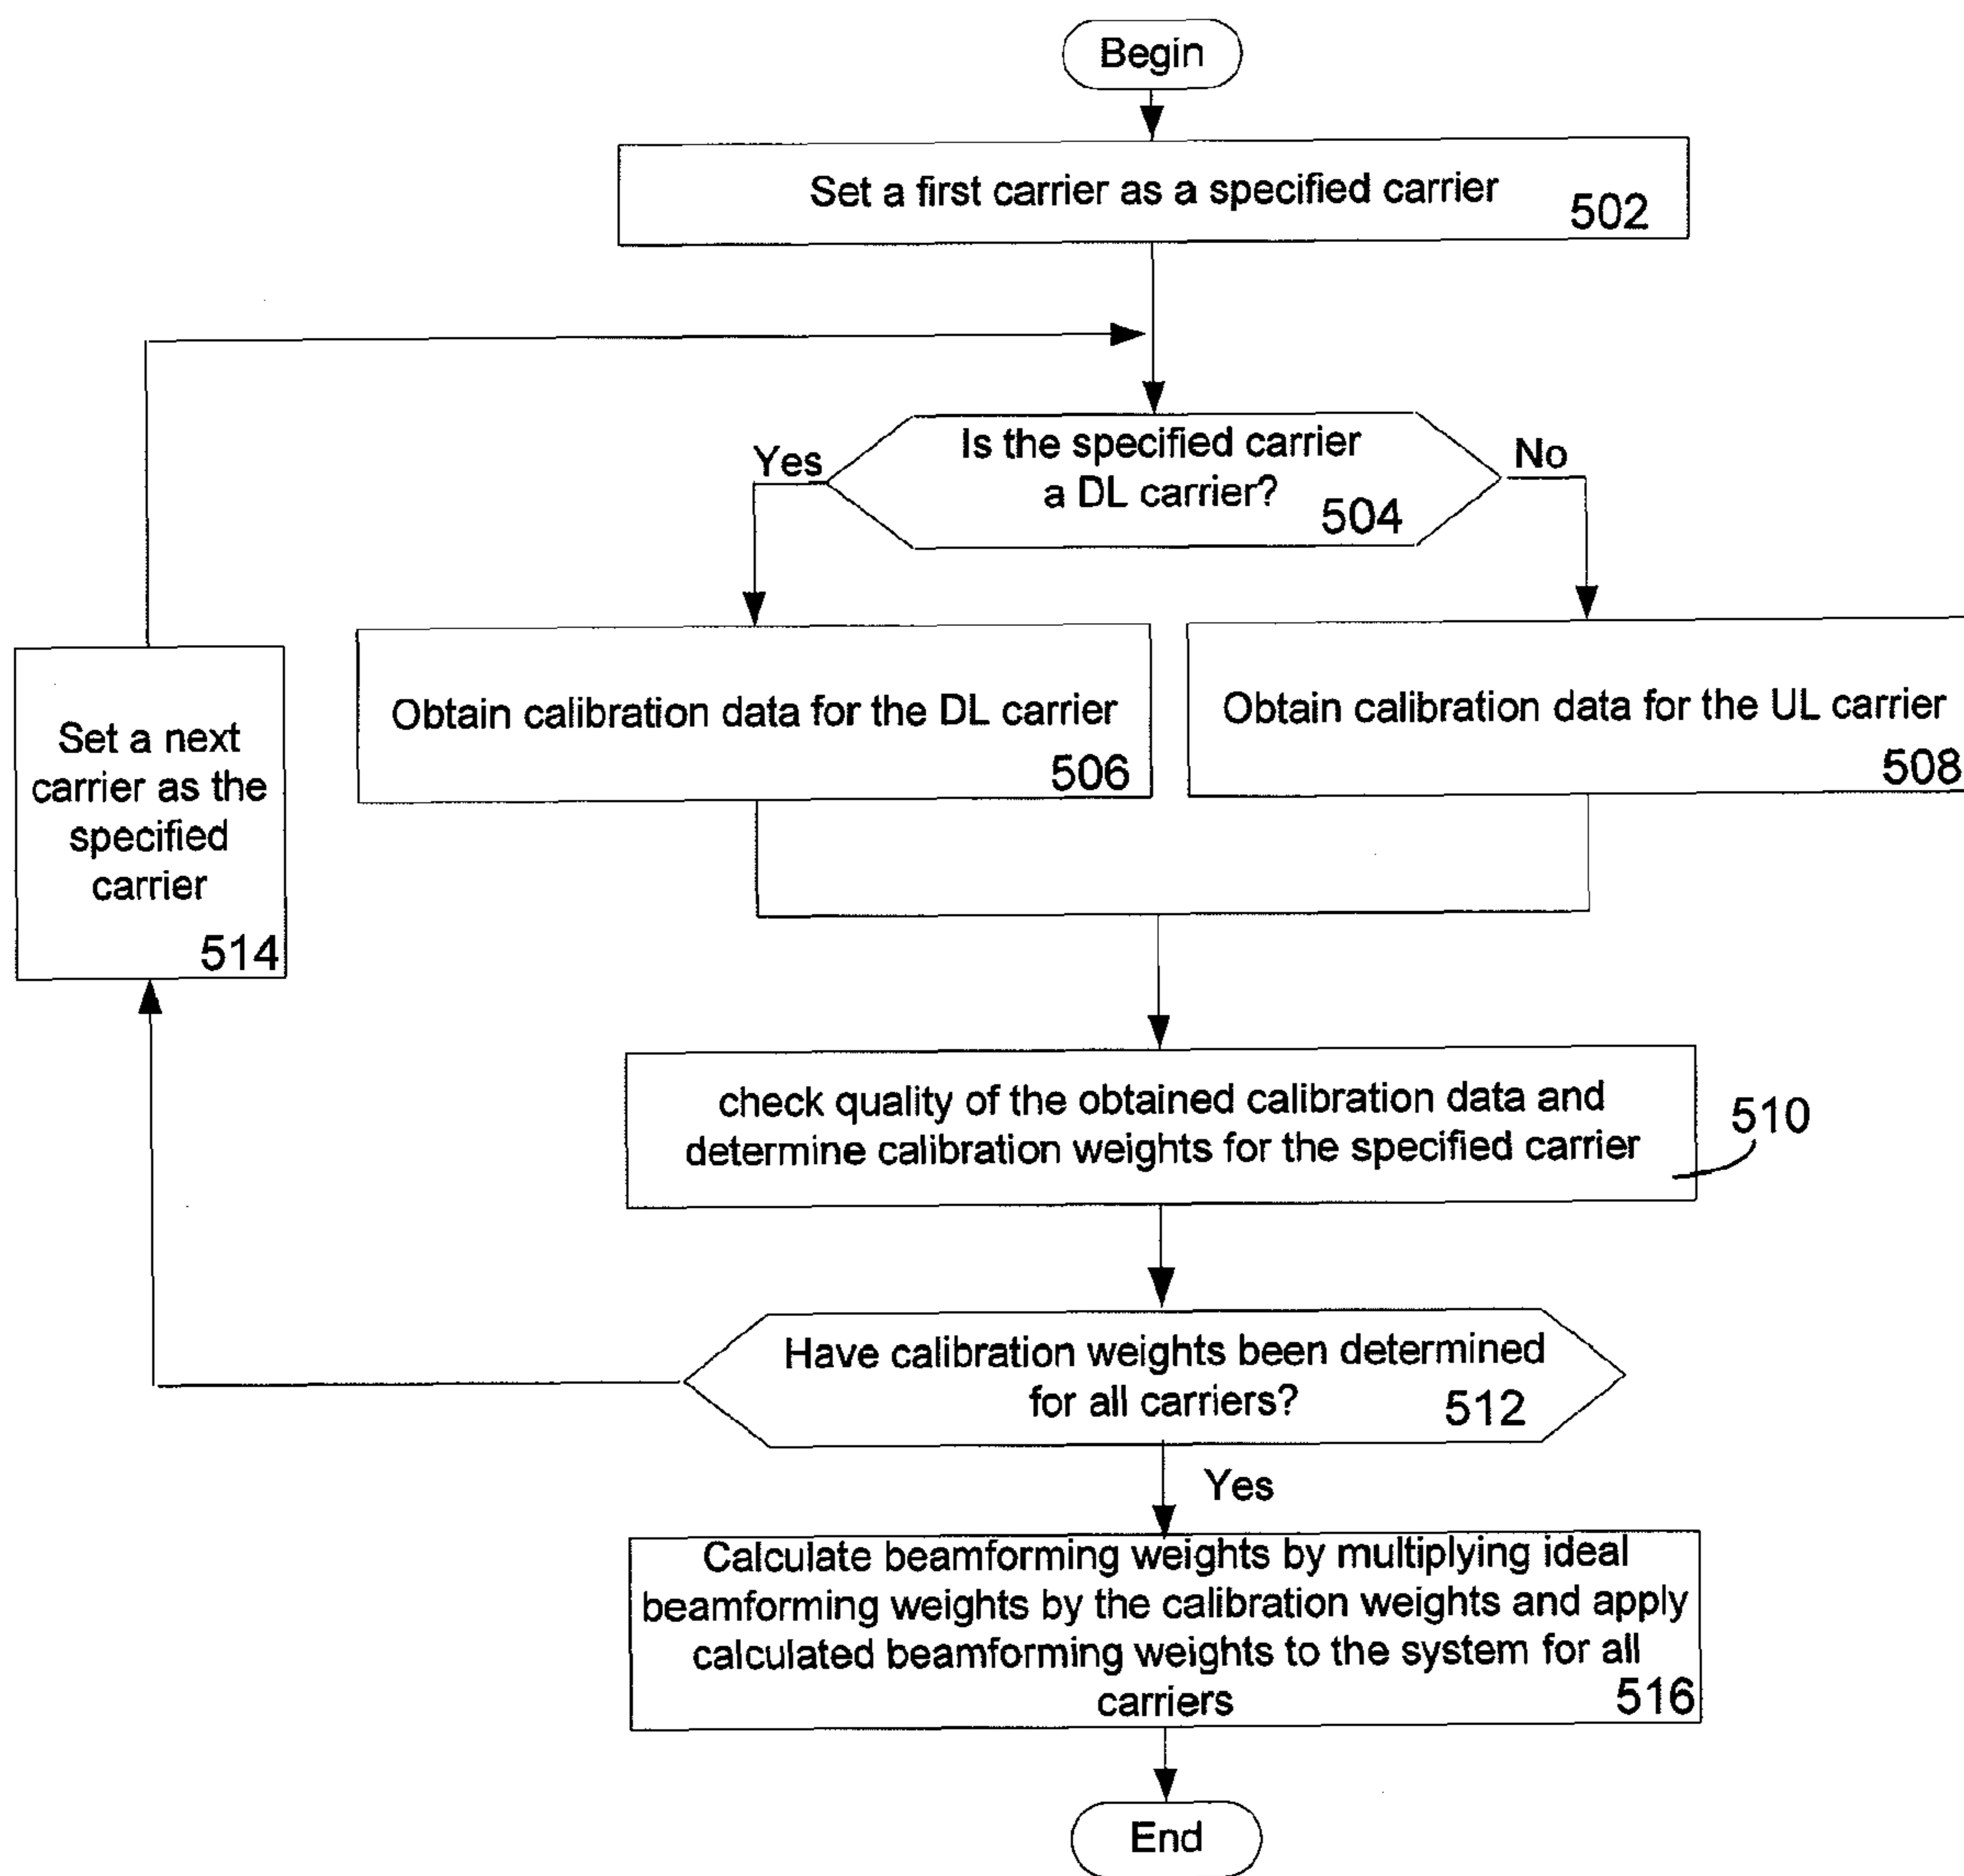 Begin
Set a first carrier as a specified carrier
502
Is the specified carrier
a DL carrier?
504
Yes
No
Obtain calibration data for the DL carrier
506
Obtain calibration data for the UL carrier
508
Set a next
carrier as the
specified
carrier
514
check quality of the obtained calibration data and
determine calibration weights for the specified carrier
510
Have calibration weights been determined
for all carriers?
512
Yes
Calculate beamforming weights by multiplying ideal
beamforming weights by the calibration weights and apply
calculated beamforming weights to the system for all
carriers
516
End